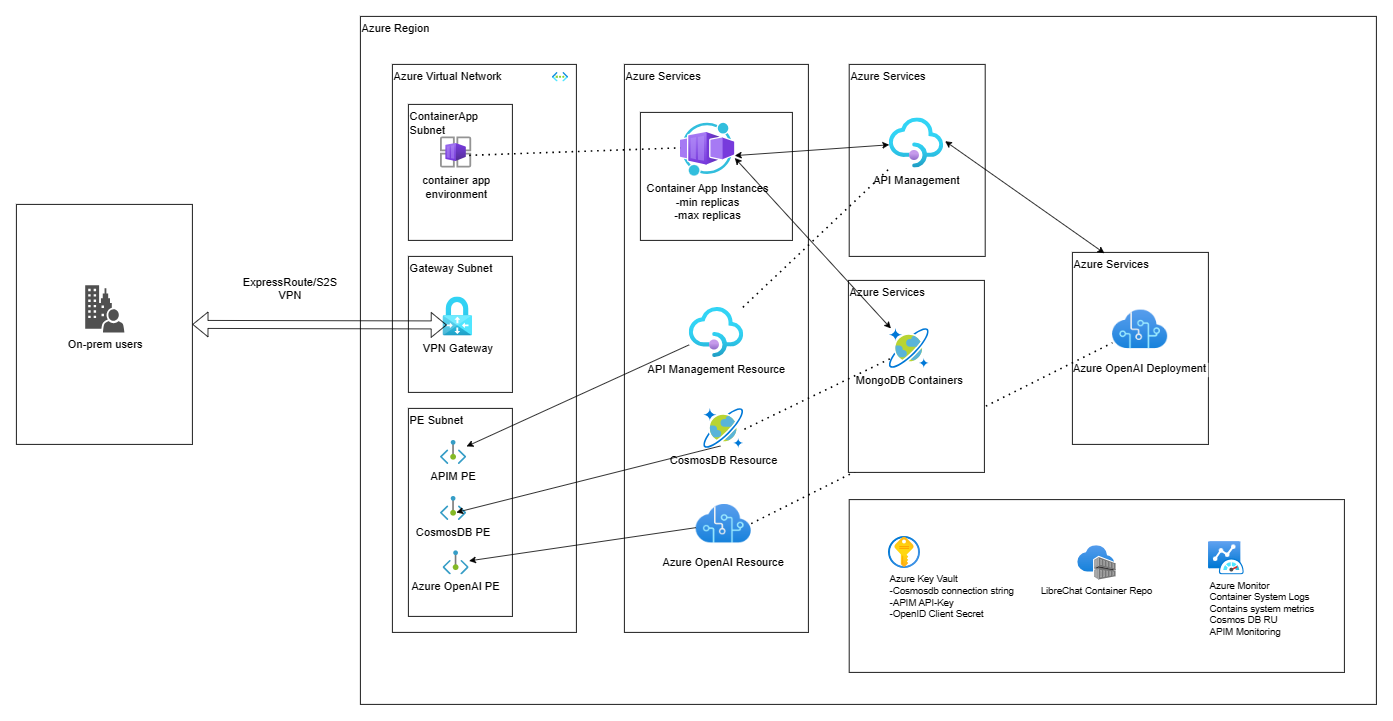 Azure Region
Azure Virtual Network
ContainerApp
Subnet
container app
environment
Gateway Subnet
VPN Gateway
PE Subnet
APIM PE
CosmosDB PE
Azure OpenAI PE
ExpressRoute/S2S
VPN
On-prem users
Azure Services
Container App Instances
-min replicas
-max replicas
API Management Resource
CosmosDB Resource
Azure OpenAI Resource
Azure Services
API Management
Azure Services
MongoDB Containers
Azure Services
Azure OpenAI Deployment
Azure Key Vault
-Cosmosdb connection string
-APIM API-Key
-OpenID Client Secret
LibreChat Container Repo
Azure Monitor
Container System Logs
Contains system metrics
Cosmos DB RU
APIM Monitoring